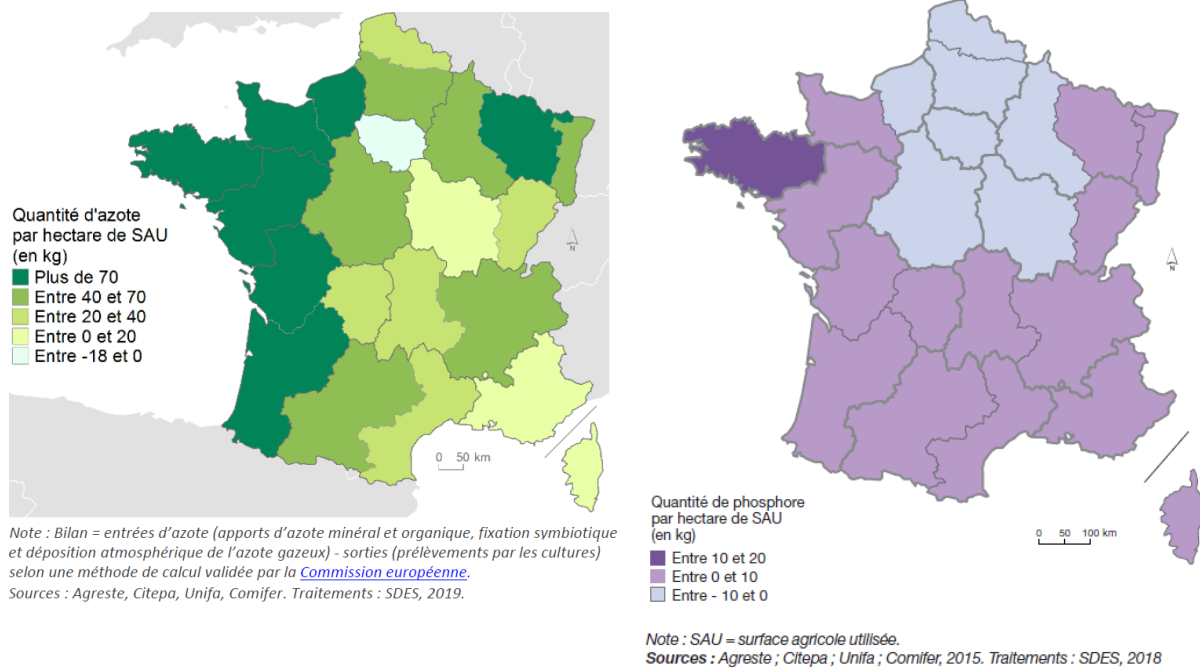 Quantité d'azote
par hectare de SAU
(en kg)
Plus de 70
Entre 40 et 70
Entre 20 et 40
Entre 0 et 20
Entre -18 et 0
0 50 km
N
Note : Bilan = entrées d'azote (apports d'azote minéral et organique, fixation symbiotique
et déposition atmosphérique de l'azote gazeux) - sorties (prélèvements par les cultures)
selon une méthode de calcul validée par la Commission européenne.
Sources : Agreste, Citepa, Unifa, Comifer. Traitements : SDES, 2019.
N
Quantité de phosphore
par hectare de SAU
(en kg)
Entre 10 et 20
Entre 0 et 10
Entre - 10 et 0
0 50 100 km
Note : SAU = surface agricole utilisée.
Sources : Agreste ; Citepa ; Unifa ; Comifer, 2015. Traitements : SDES, 2018